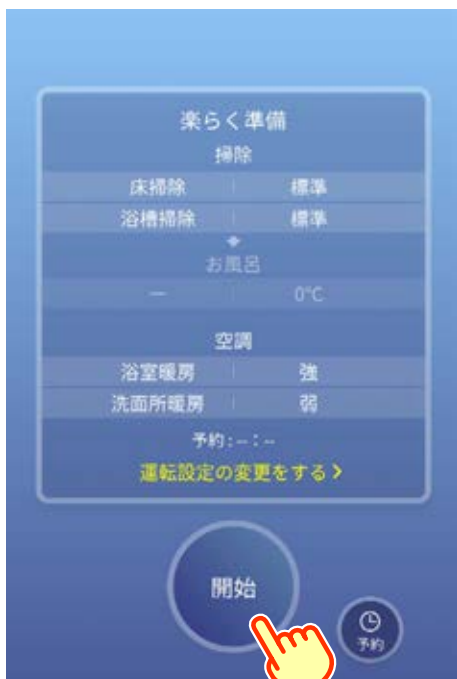 楽らく準備
掃除
床掃除 標準
浴槽掃除 標準
お風呂
— 0℃
空調
浴室暖房 強
洗面所暖房 弱
予約:--:--
運転設定の変更をする>
開始
予約